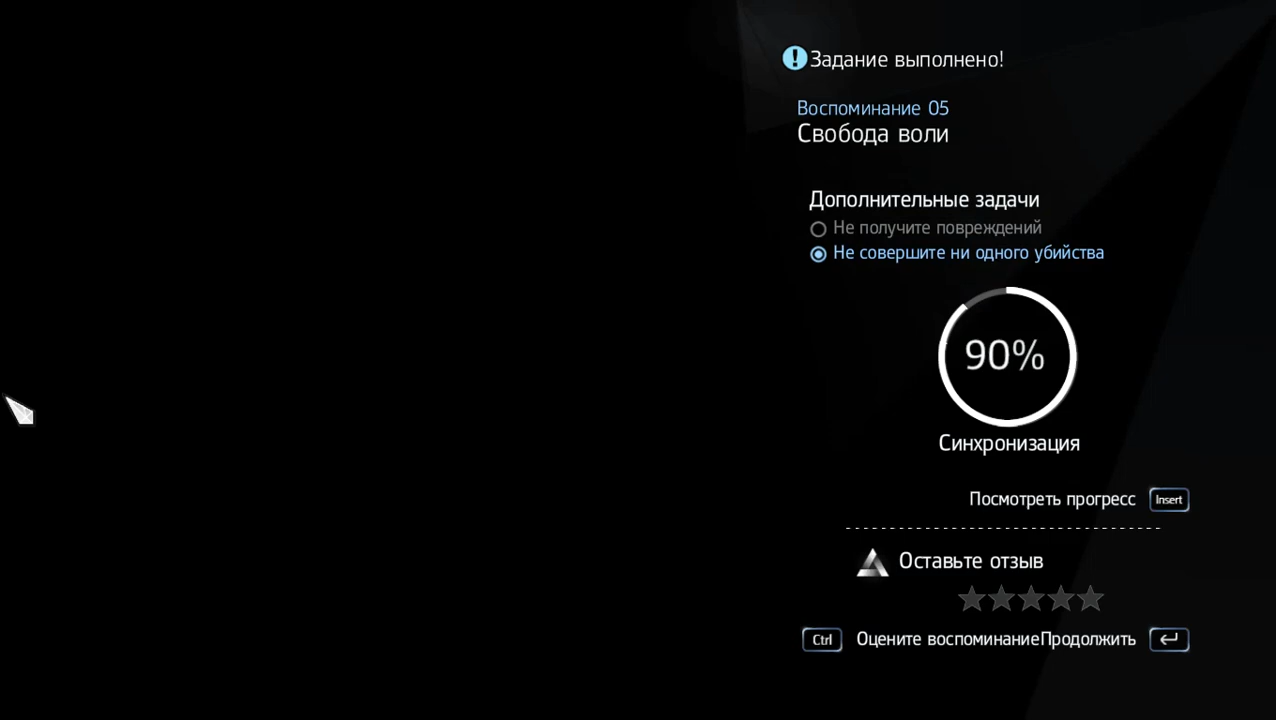 Задание выполнено!
Воспоминание 05
Свобода воли
Дополнительные задачи
Не получите повреждений
Не совершите ни одного убийства
90%
Синхронизация
Посмотреть прогресс Insert
Оставьте отзыв
Ctrl Оцените воспоминаниеПродолжить